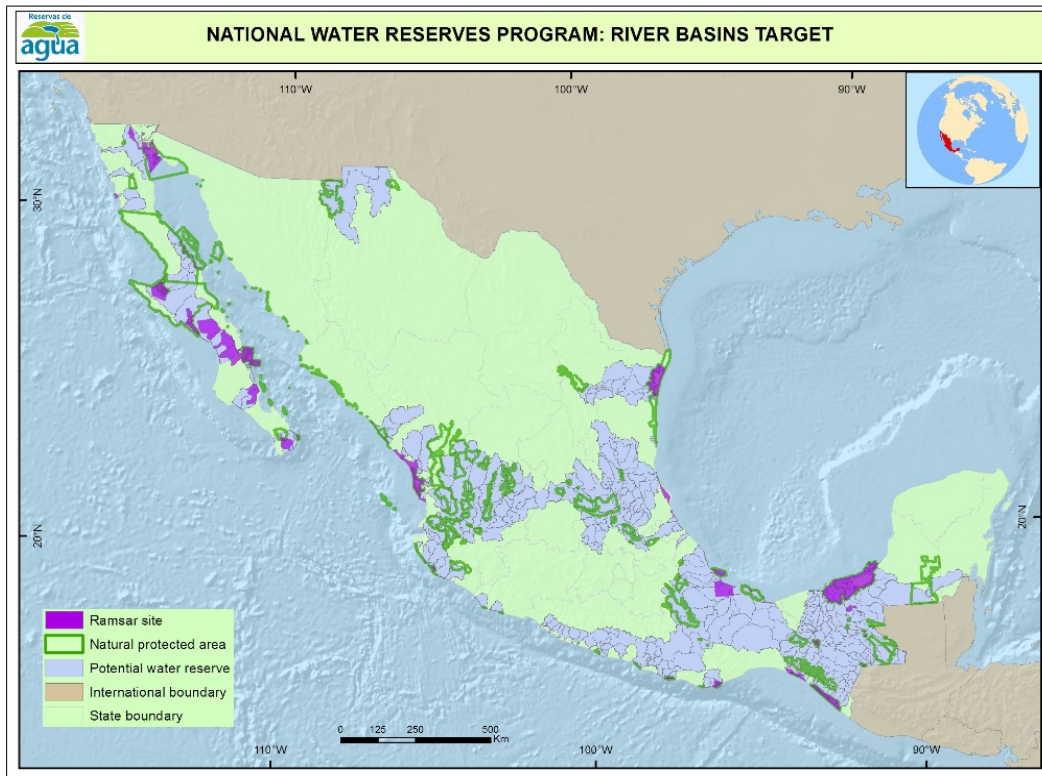 Reservas de
agua
NATIONAL WATER RESERVES PROGRAM: RIVER BASINS TARGET
110°W
100°W
90°W
30°N
20°N
20°N
Ramsar site
Natural protected area
Potential water reserve
International boundary
State boundary
0 125 250 500
Km
110°W
100°W
90°W